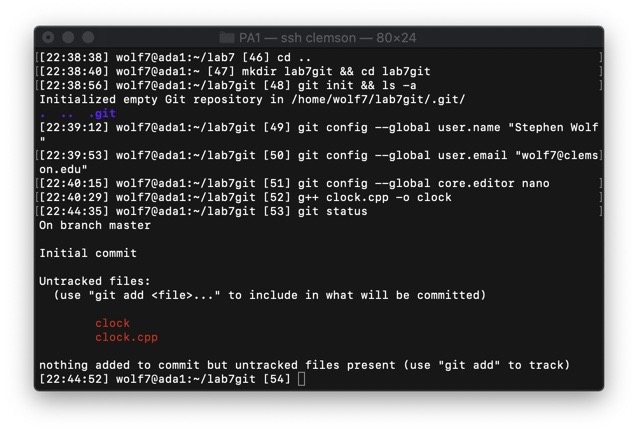 PA1 — ssh clemson — 80×24
[[22:38:38] wolf7@ada1:~/lab7 [46] cd .. ]
[[22:38:40] wolf7@ada1:~ [47] mkdir lab7git && cd lab7git ]
[[22:38:56] wolf7@ada1:~/lab7git [48] git init && ls -a ]
Initialized empty Git repository in /home/wolf7/lab7git/.git/
. .. .git
[22:39:12] wolf7@ada1:~/lab7git [49] git config --global user.name "Stephen Wolf
"
[[22:39:53] wolf7@ada1:~/lab7git [50] git config --global user.email "wolf7@clems]
on.edu"
[[22:40:15] wolf7@ada1:~/lab7git [51] git config --global core.editor nano ]
[[22:40:29] wolf7@ada1:~/lab7git [52] g++ clock.cpp -o clock ]
[[22:44:35] wolf7@ada1:~/lab7git [53] git status ]
On branch master
Initial commit
Untracked files:
(use "git add <file>..." to include in what will be committed)
clock
clock.cpp
nothing added to commit but untracked files present (use "git add" to track)
[22:44:52] wolf7@ada1:~/lab7git [54]